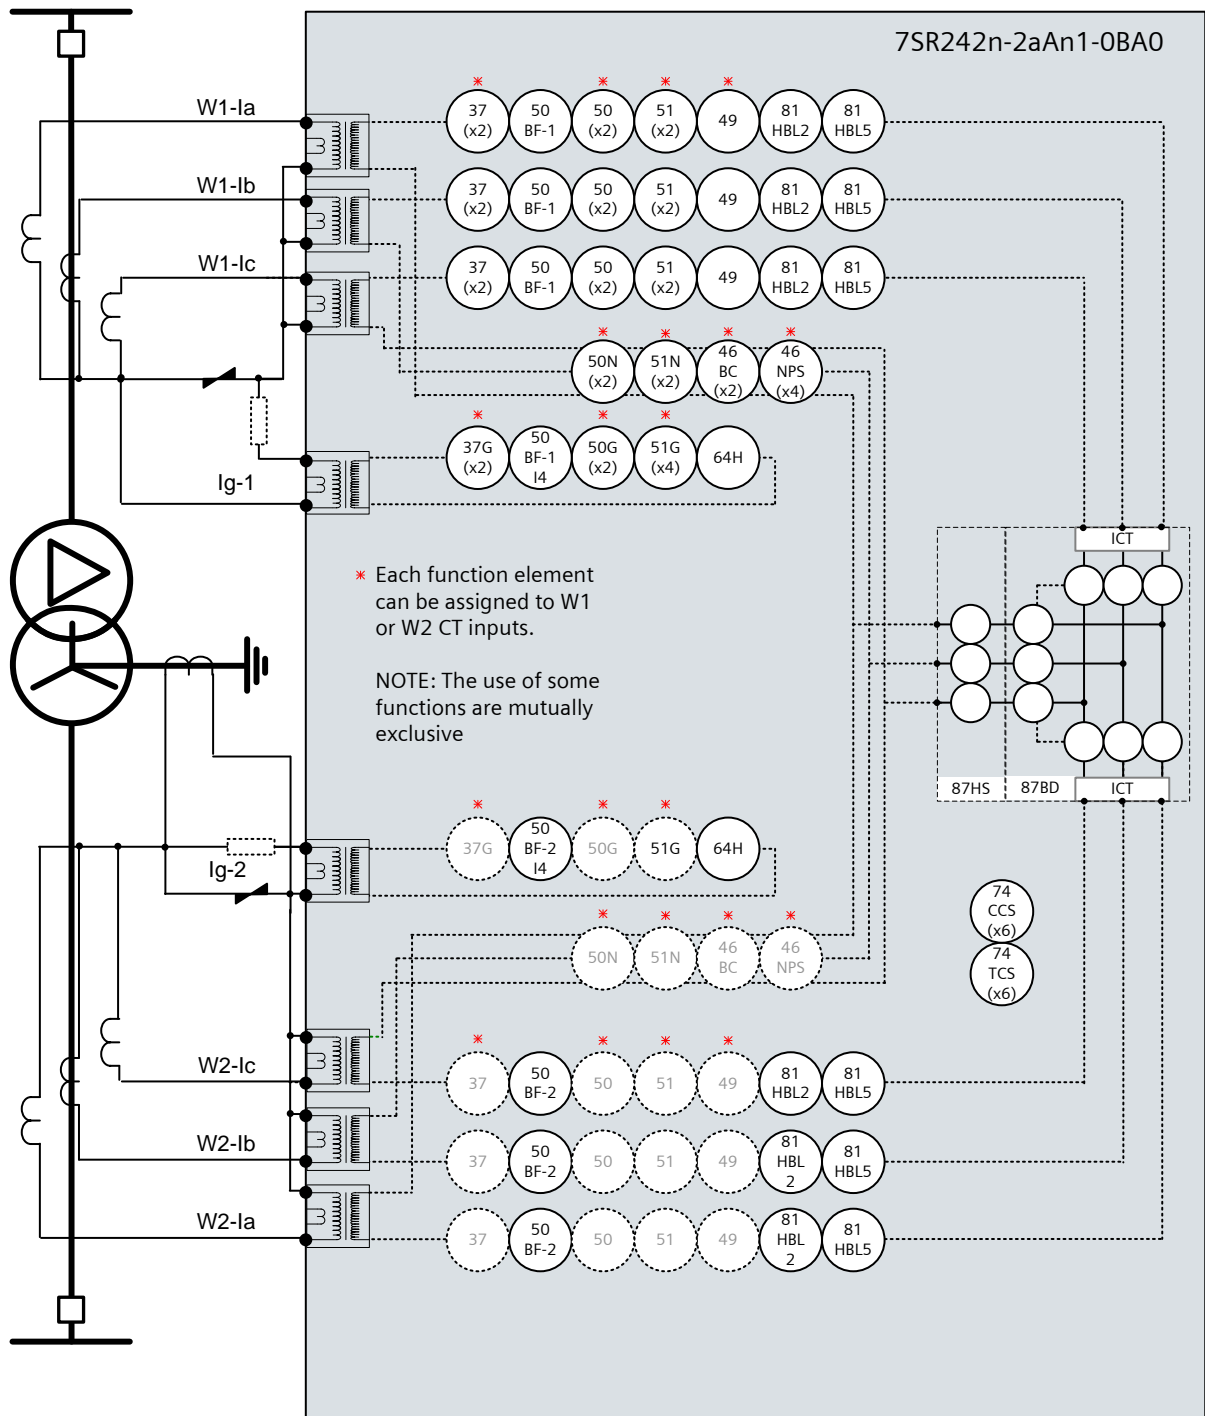 7SR242n-2aAn1-0BA0
* * * *
W1-Ia
37 (x2)
50 BF-1
50 (x2)
51 (x2)
49
81 HBL2
81 HBL5
W1-Ib
37 (x2)
50 BF-1
50 (x2)
51 (x2)
49
81 HBL2
81 HBL5
W1-Ic
37 (x2)
50 BF-1
50 (x2)
51 (x2)
49
81 HBL2
81 HBL5
* * * *
50N (x2)
51N (x2)
46 BC (x2)
46 NPS (x4)
* * *
37G (x2)
50 BF-1 I4
50G (x2)
51G (x4)
64H
Ig-1
ICT
* Each function element
can be assigned to W1
or W2 CT inputs.
NOTE: The use of some
functions are mutually
exclusive
87HS
87BD
ICT
* * *
37G
50 BF-2 I4
50G
51G
64H
Ig-2
74 CCS (x6)
74 TCS (x6)
* * * *
50N
51N
46 BC
46 NPS
* * * *
W2-Ic
37
50 BF-2
50
51
49
81 HBL2
81 HBL5
W2-Ib
37
50 BF-2
50
51
49
81 HBL 2
81 HBL5
W2-Ia
37
50 BF-2
50
51
49
81 HBL 2
81 HBL5